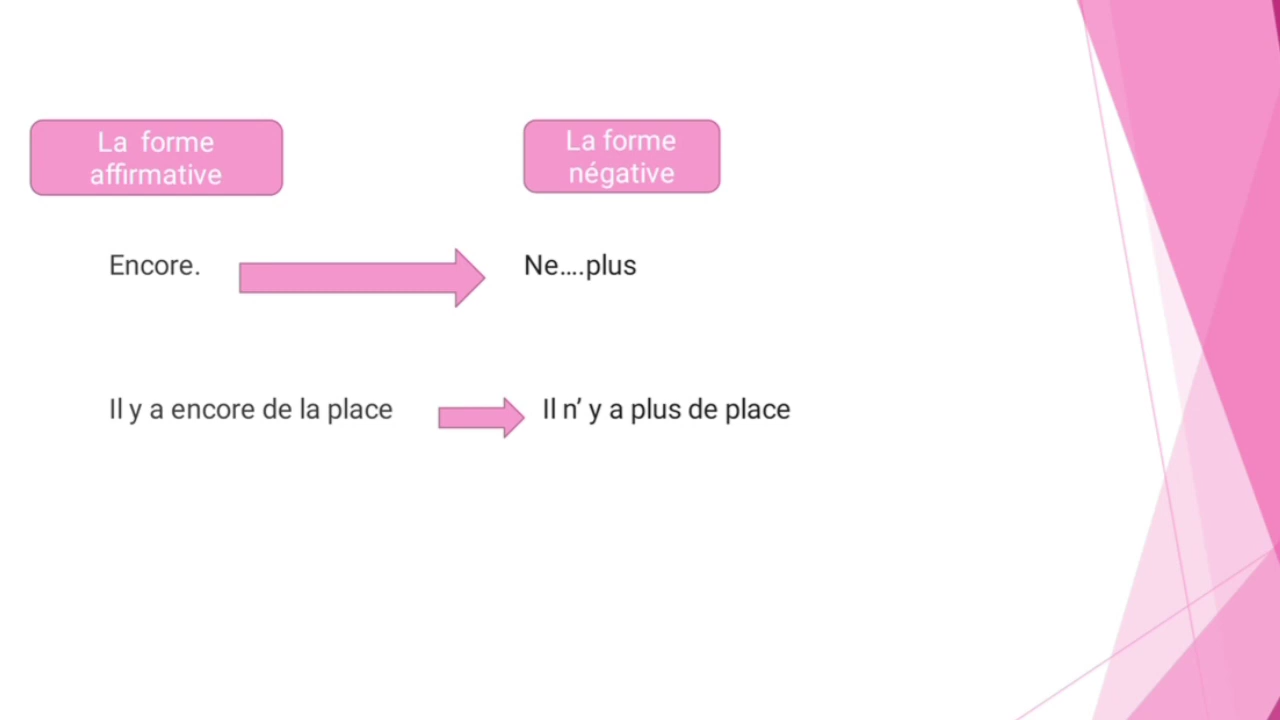 La forme
affirmative
La forme
négative
Encore.
Ne....plus
Il y a encore de la place
Il n’ y a plus de place